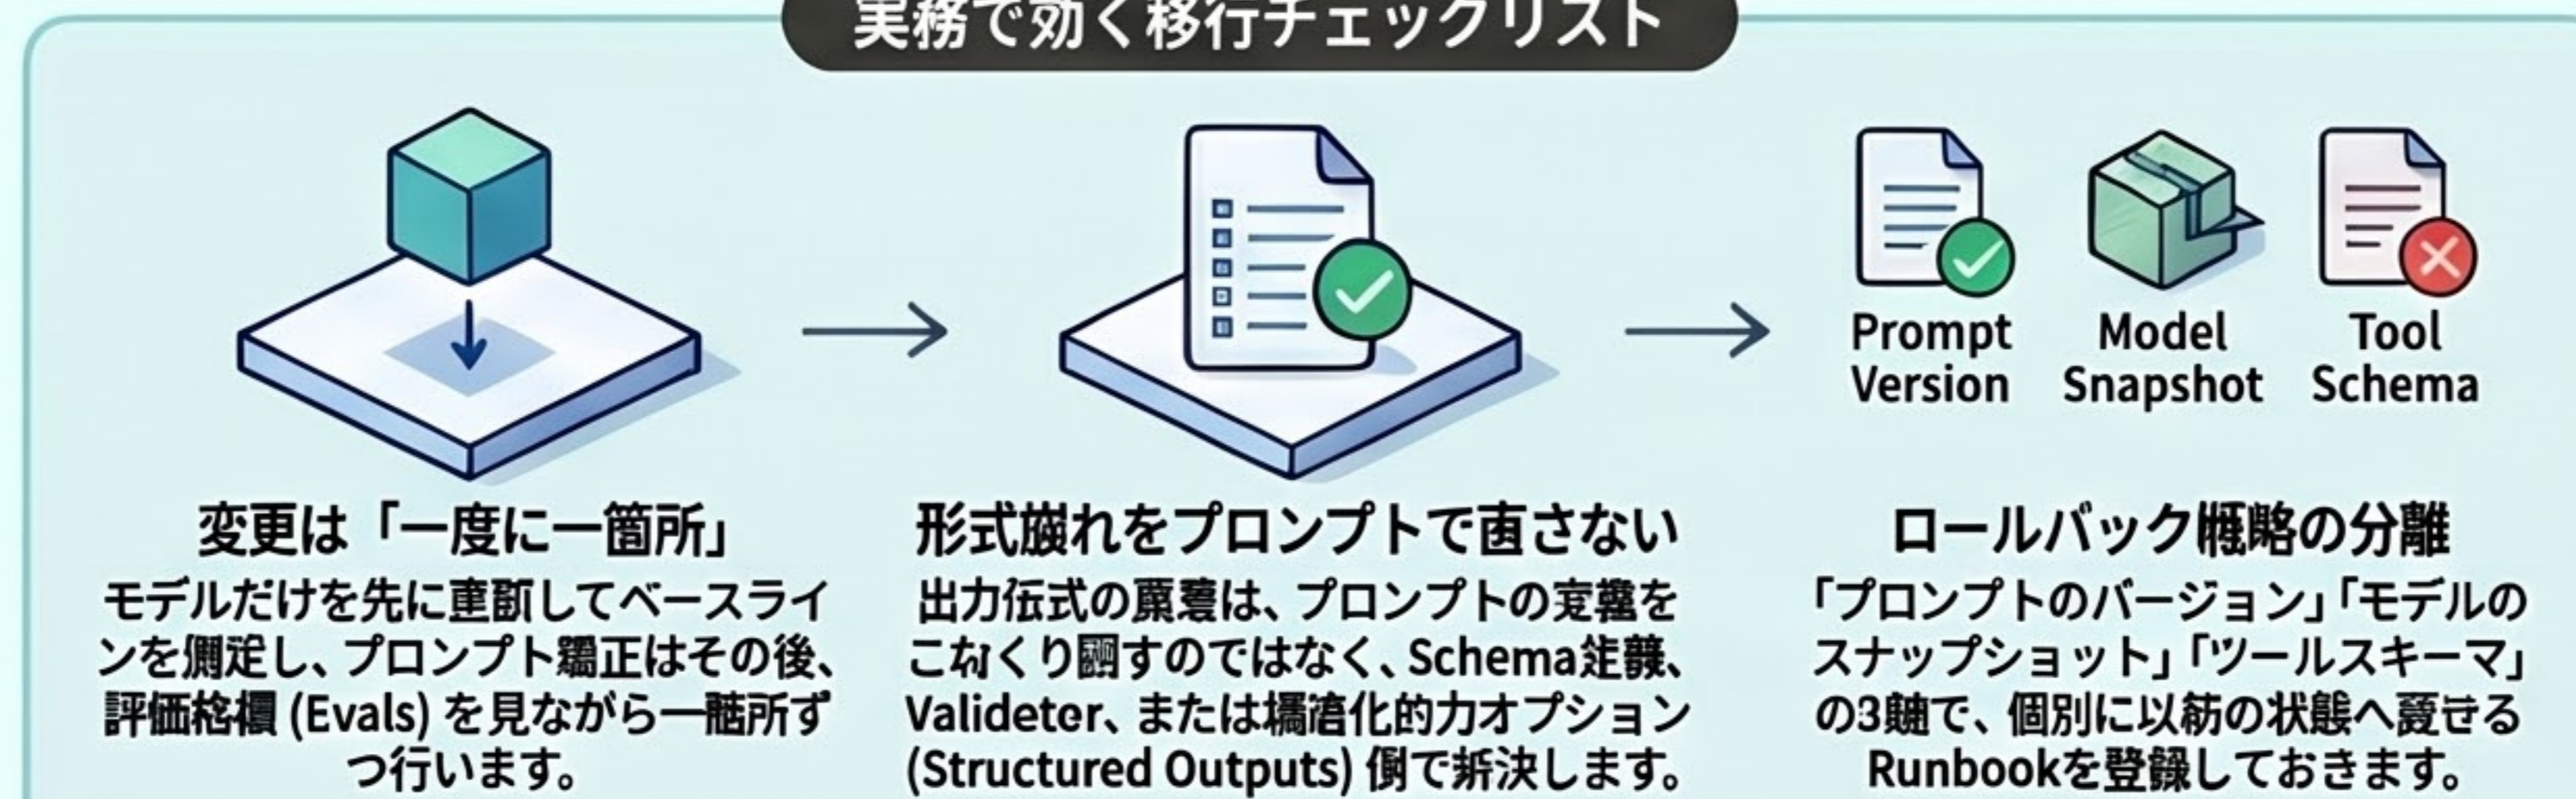 実務で効く移行チェックリスト
Prompt
Version
Model
Snapshot
Tool
Schema
変更は「一度に一箇所」
モデルだけを先に してベースライ
ンを し、プロンプト 正はその後、
評価 (Evals) を見ながら一 所ず
つ行います。
形式 れをプロンプトで さない
出力 式の は、プロンプトの を
こねくり すのではなく、Schema 、
Valideter、または 化的力オプション
(Structured Outputs) で 決します。
ロールバック の分離
「プロンプトのバージョン」「モデルの
スナップショット」「ツールスキーマ」
の3 で、個別に以 の状態へ せる
Runbookを登 しておきます。